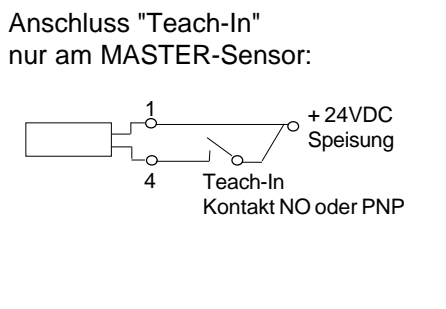 Anschluss "Teach-In"
nur am MASTER-Sensor:
1
+ 24VDC
Speisung
4
Teach-In
Kontakt NO oder PNP